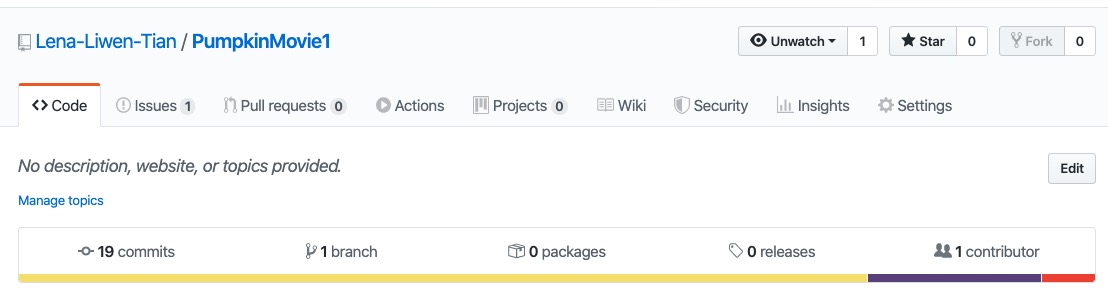 Lena-Liwen-Tian / PumpkinMovie1 Unwatch 1 Star 0 Fork 0
<> Code Issues 1 Pull requests 0 Actions Projects 0 Wiki Security Insights Settings
No description, website, or topics provided. Edit
Manage topics
19 commits 1 branch 0 packages 0 releases 1 contributor